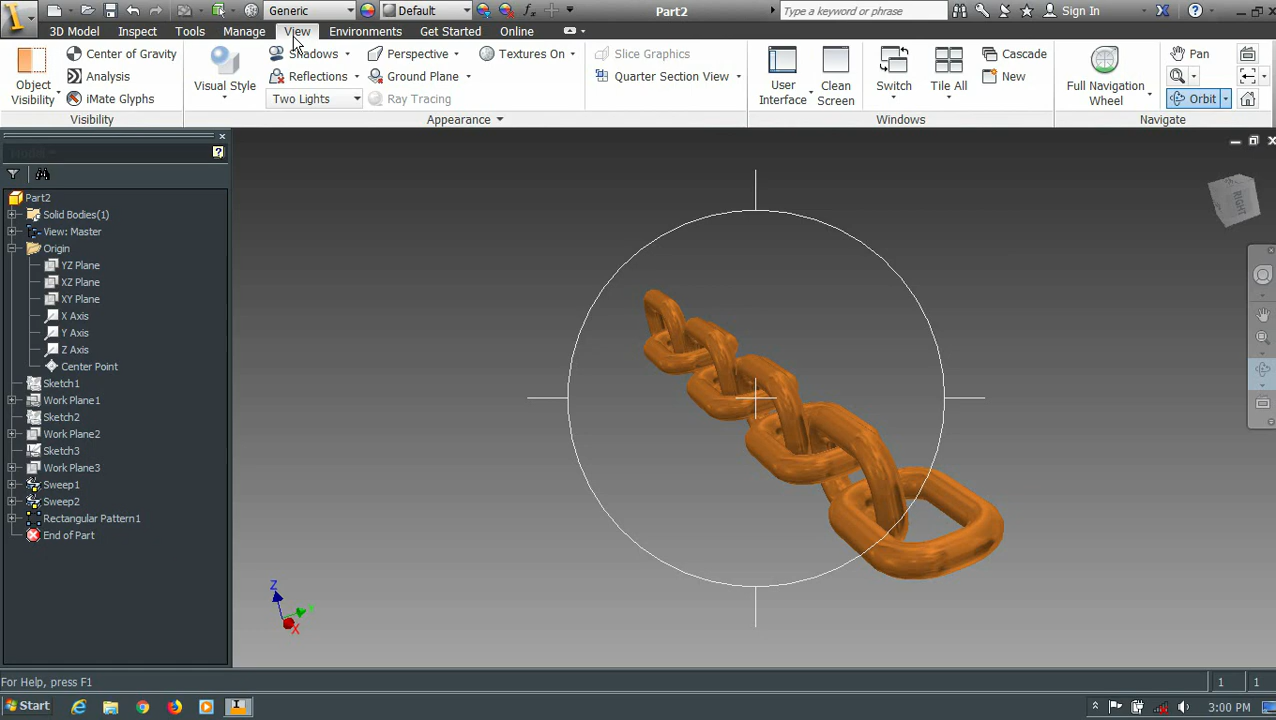 Generic
Default
Part2
Type a keyword or phrase
Sign In
3D Model
Inspect
Tools
Manage
View
Environments
Get Started
Online
Object Visibility
Center of Gravity
Analysis
iMate Glyphs
Visibility
Visual Style
Shadows
Reflections
Two Lights
Perspective
Ground Plane
Ray Tracing
Textures On
Appearance
Slice Graphics
Quarter Section View
User Interface
Clean Screen
Switch
Tile All
Cascade
New
Windows
Full Navigation Wheel
Pan
Orbit
Navigate
Part2
Solid Bodies(1)
View: Master
Origin
YZ Plane
XZ Plane
XY Plane
X Axis
Y Axis
Z Axis
Center Point
Sketch1
Work Plane1
Sketch2
Work Plane2
Sketch3
Work Plane3
Sweep1
Sweep2
Rectangular Pattern1
End of Part
RIGHT
Z
Y
X
For Help, press F1
1
1
Start
3:00 PM